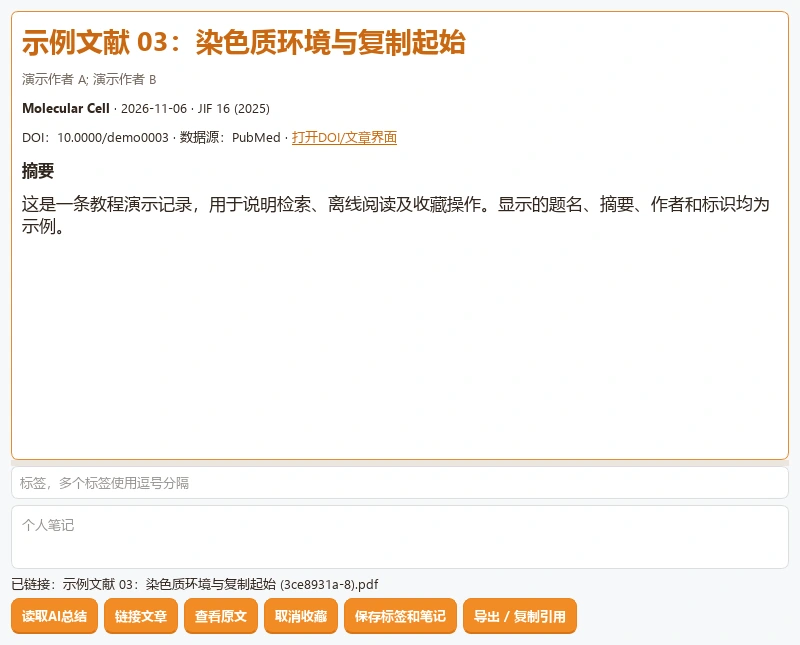 示例文献 03：染色质环境与复制起始
演示作者 A; 演示作者 B
Molecular Cell · 2026-11-06 · JIF 16 (2025)
DOI：10.0000/demo0003 · 数据源：PubMed · 打开DOI/文章界面
摘要
这是一条教程演示记录，用于说明检索、离线阅读及收藏操作。显示的题名、摘要、作者和标识均为
示例。
标签，多个标签使用逗号分隔
个人笔记
已链接：示例文献 03：染色质环境与复制起始 (3ce8931a-8).pdf
读取AI总结 链接文章 查看原文 取消收藏 保存标签和笔记 导出 / 复制引用